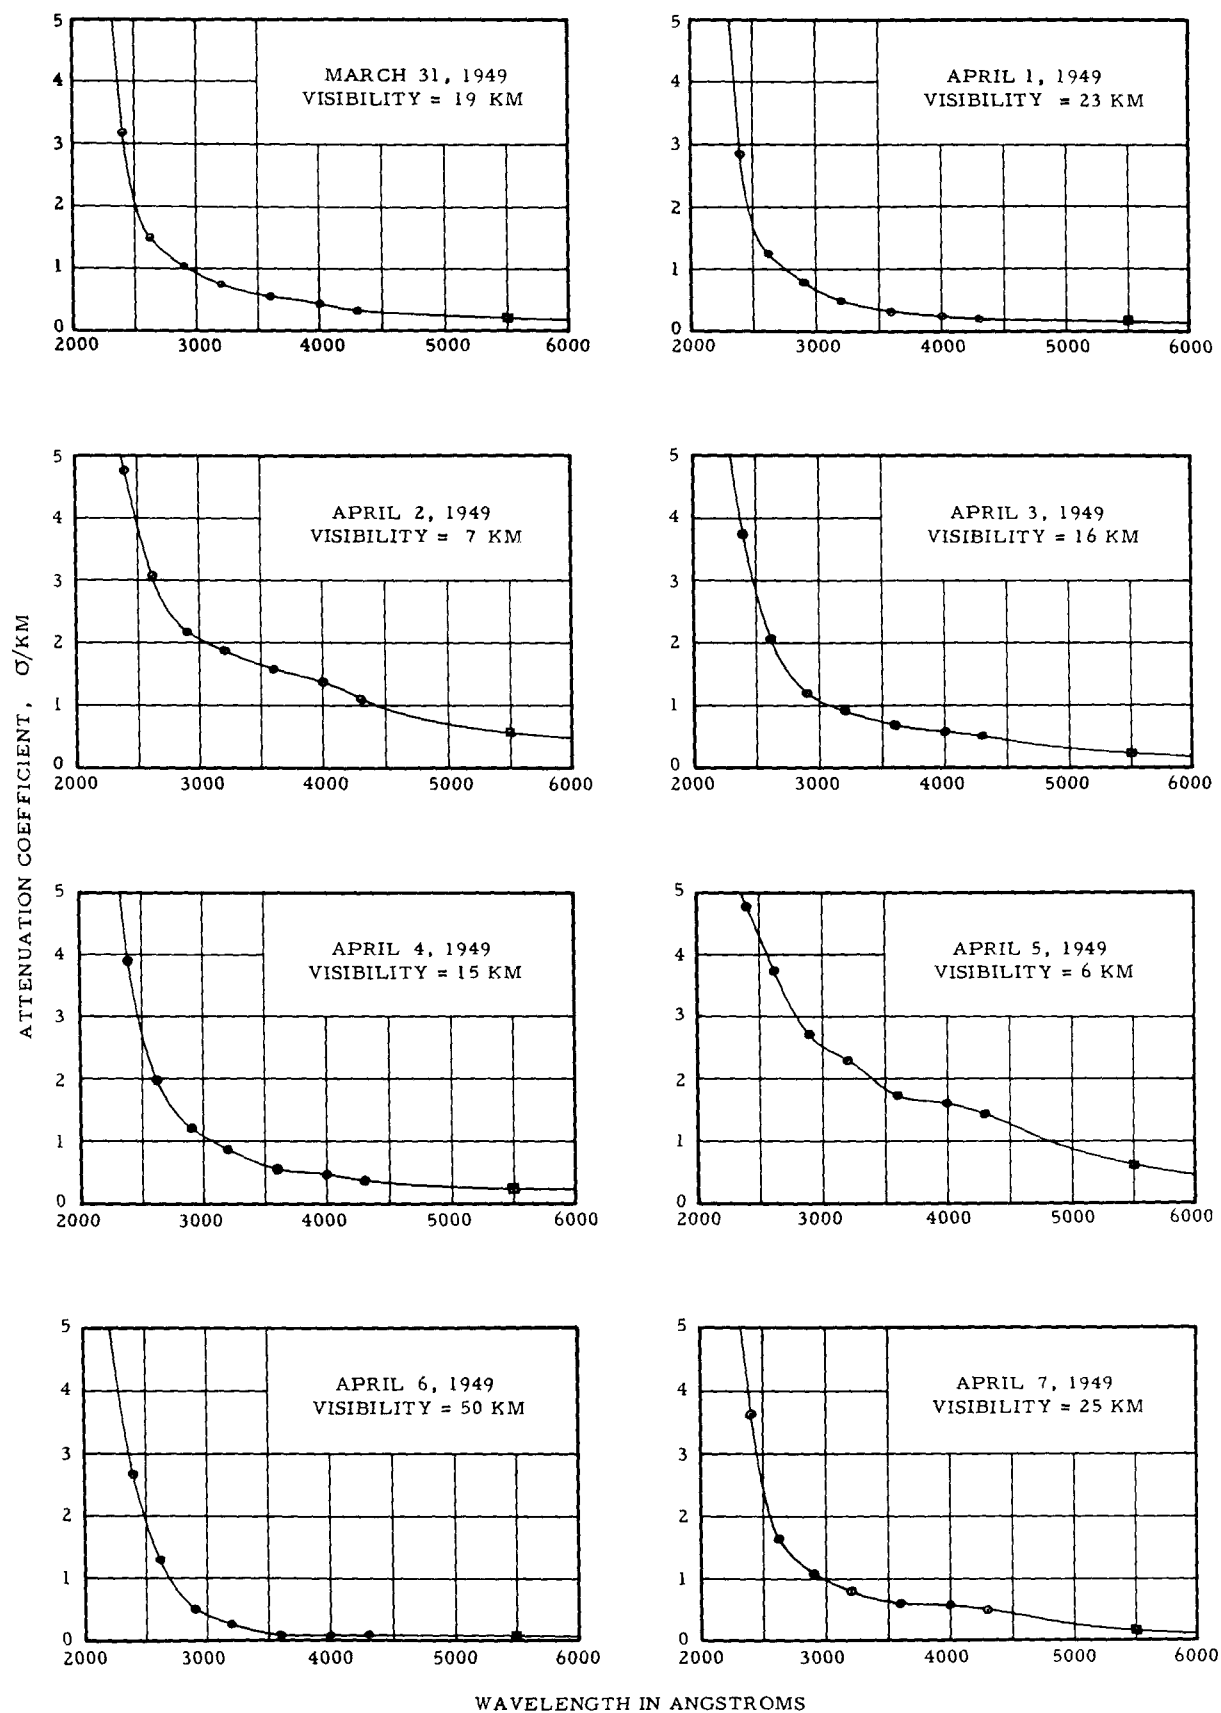 5
4
3
2
1
0
2000 3000 4000 5000 6000
MARCH 31, 1949
VISIBILITY = 19 KM
5
4
3
2
1
0
2000 3000 4000 5000 6000
APRIL 1, 1949
VISIBILITY = 23 KM
5
4
3
2
1
0
2000 3000 4000 5000 6000
APRIL 2, 1949
VISIBILITY = 7 KM
5
4
3
2
1
0
2000 3000 4000 5000 6000
APRIL 3, 1949
VISIBILITY = 16 KM
ATTENUATION COEFFICIENT, σ/KM
5
4
3
2
1
0
2000 3000 4000 5000 6000
APRIL 4, 1949
VISIBILITY = 15 KM
5
4
3
2
1
0
2000 3000 4000 5000 6000
APRIL 5, 1949
VISIBILITY = 6 KM
5
4
3
2
1
0
2000 3000 4000 5000 6000
APRIL 6, 1949
VISIBILITY = 50 KM
5
4
3
2
1
0
2000 3000 4000 5000 6000
APRIL 7, 1949
VISIBILITY = 25 KM
WAVELENGTH IN ANGSTROMS